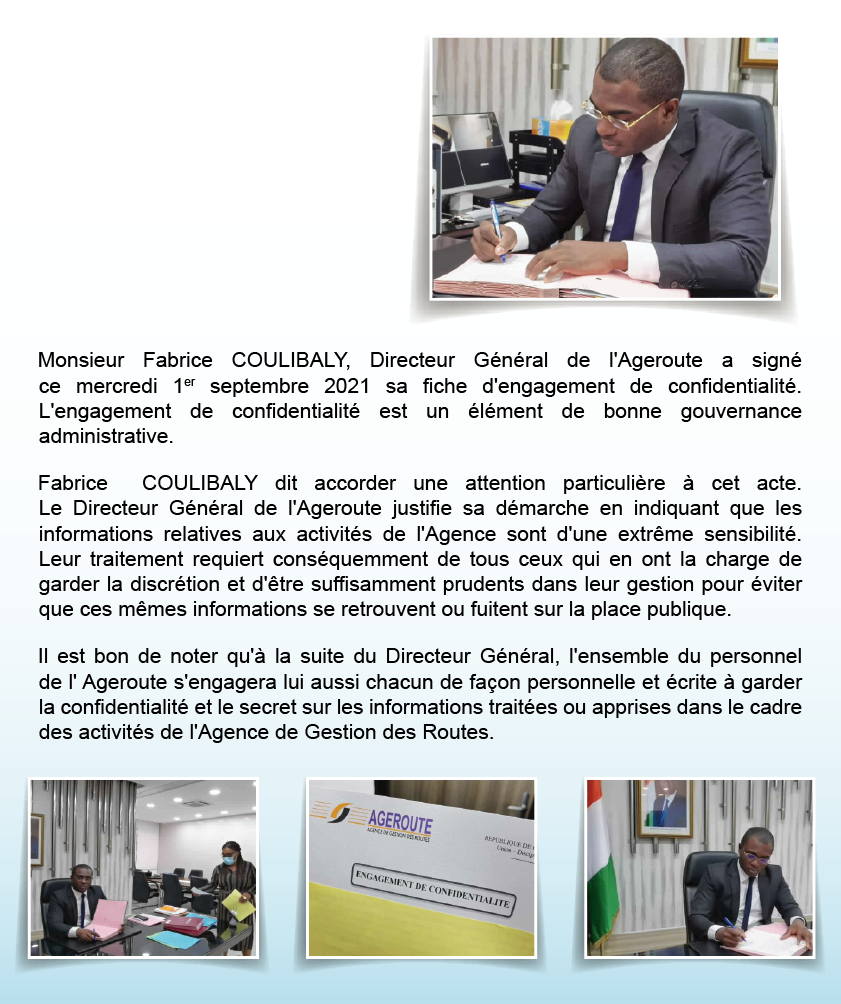 Monsieur Fabrice COULIBALY, Directeur Général de l'Ageroute a signé
ce mercredi 1er septembre 2021 sa fiche d'engagement de confidentialité.
L'engagement de confidentialité est un élément de bonne gouvernance
administrative.
Fabrice COULIBALY dit accorder une attention particulière à cet acte.
Le Directeur Général de l'Ageroute justifie sa démarche en indiquant que les
informations relatives aux activités de l'Agence sont d'une extrême sensibilité.
Leur traitement requiert conséquemment de tous ceux qui en ont la charge de
garder la discrétion et d'être suffisamment prudents dans leur gestion pour éviter
que ces mêmes informations se retrouvent ou fuitent sur la place publique.
Il est bon de noter qu'à la suite du Directeur Général, l'ensemble du personnel
de l' Ageroute s'engagera lui aussi chacun de façon personnelle et écrite à garder
la confidentialité et le secret sur les informations traitées ou apprises dans le cadre
des activités de l'Agence de Gestion des Routes.
AGEROUTE
AGENCE DE GESTION DES ROUTES
REPUBLIQUE DE
Union – Discip
ENGAGEMENT DE CONFIDENTIALITE